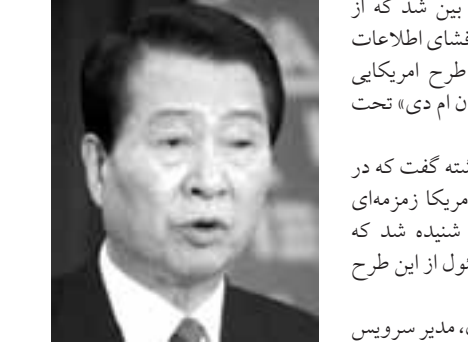 بین شد که از
فشای اطلاعات
طرح امریکایی
ان ام دی» تحت
شته گفت که در
مریکا زمزمه‌ای
شنیده شد که
ئول از این طرح
مدیر سرویس